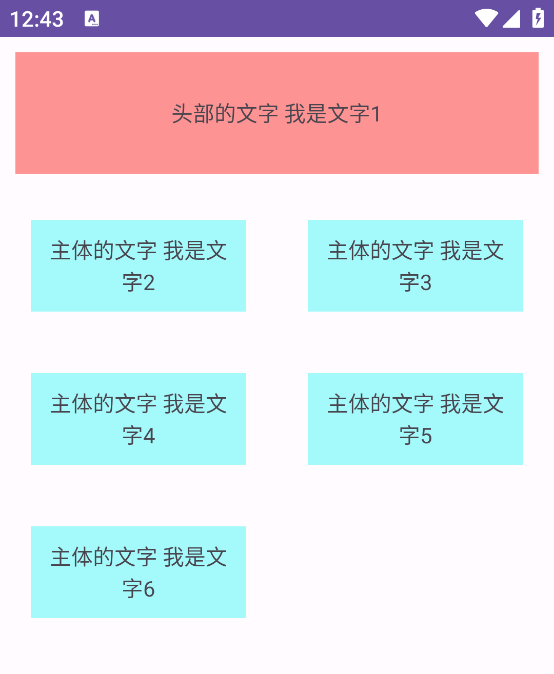 12:43
A
头部的文字 我是文字1
主体的文字 我是文
字2
主体的文字 我是文
字3
主体的文字 我是文
字4
主体的文字 我是文
字5
主体的文字 我是文
字6